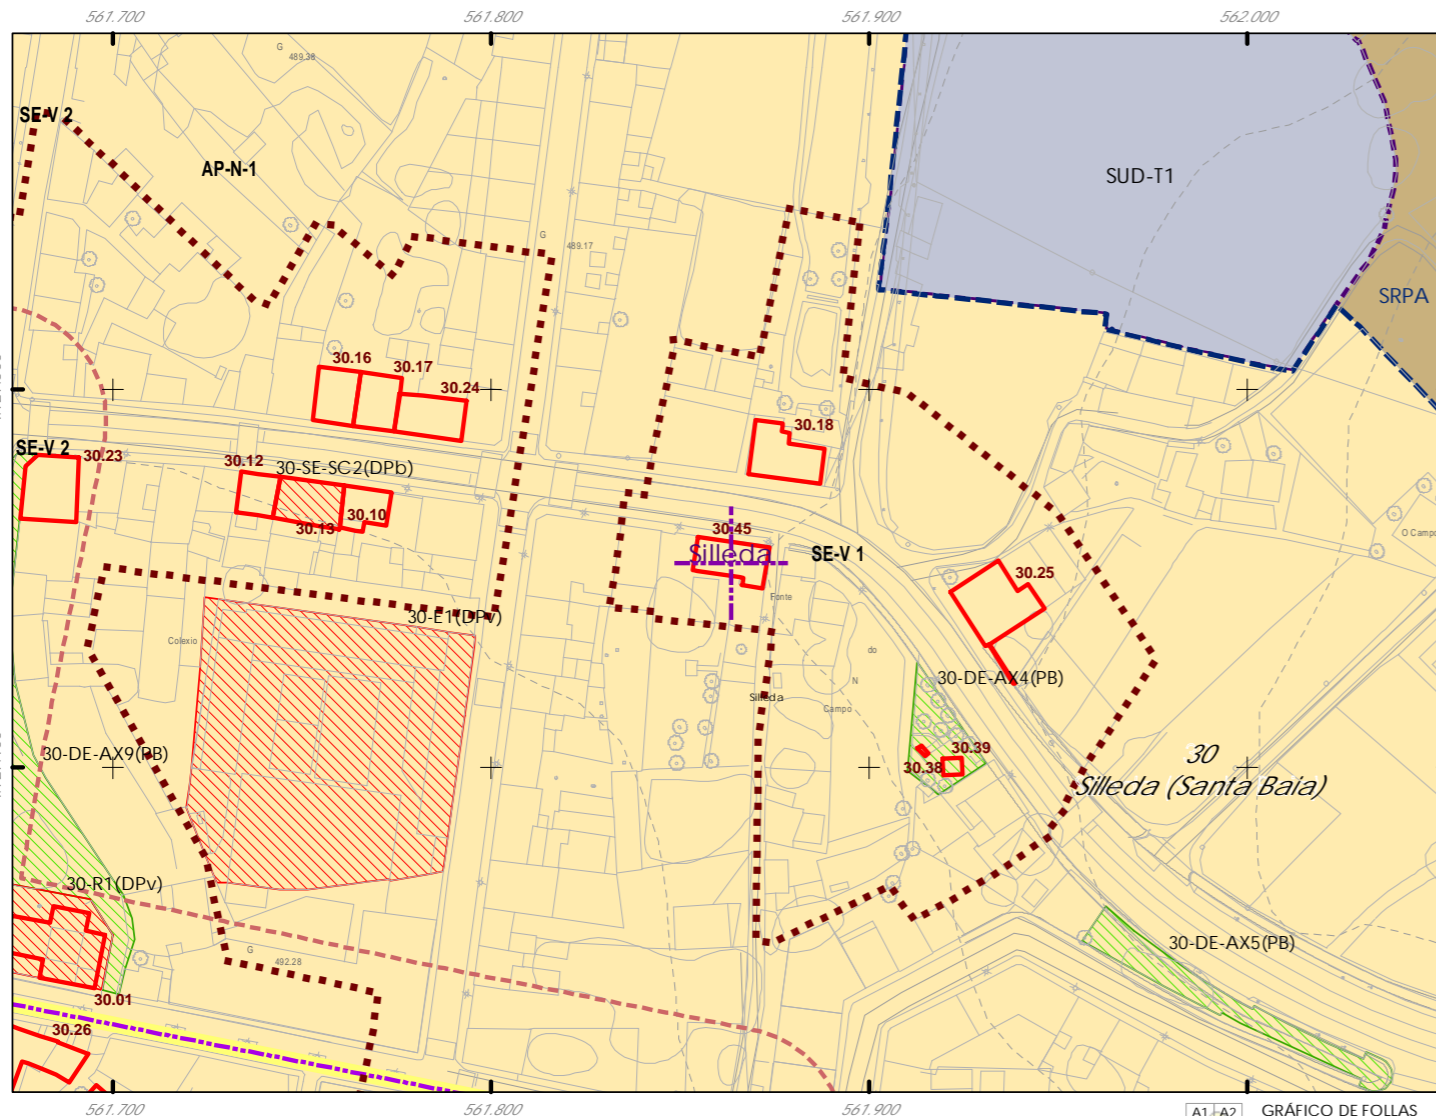 561.700
561.800
561.900
562.000
G
489.38
SE-V 2
AP-N-1
SUD-T1
G
489.17
SRPA
30.16
30.17
30.24
30.18
SE-V 2
30.23
30.12
30-SE-SC2(DPb)
30.13
30.10
30.45
Silleda
SE-V 1
O Campo
Fonte
30.25
30-E1(DPv)
Colexio
do
30-DE-AX4(PB)
N
Silleda
Campo
30-DE-AX9(PB)
30.39
30.38
30
Silleda (Santa Baia)
30-R1(DPv)
30-DE-AX5(PB)
G
492.28
30.01
30.26
561.700
561.800
561.900
A1 A2
GRÁFICO DE FOLLAS